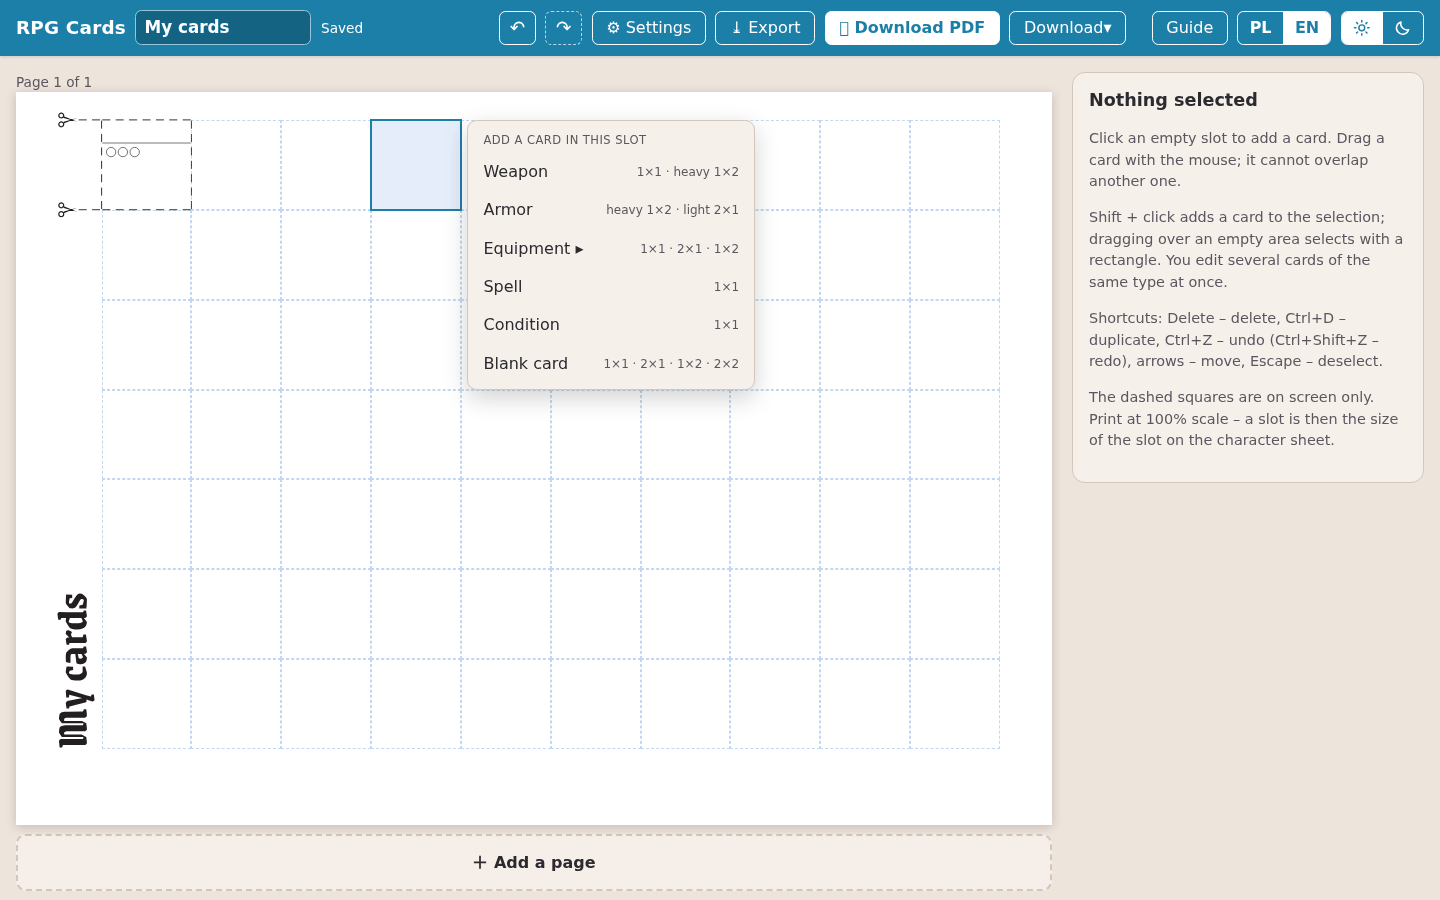 RPG Cards
My cards
Saved
↶
↷
⚙ Settings
⤓ Export
Download PDF
Download▾
Guide
PL
EN
Page 1 of 1
ADD A CARD IN THIS SLOT
Weapon 1×1 · heavy 1×2
Armor heavy 1×2 · light 2×1
Equipment ▸ 1×1 · 2×1 · 1×2
Spell 1×1
Condition 1×1
Blank card 1×1 · 2×1 · 1×2 · 2×2
My cards
+ Add a page
Nothing selected
Click an empty slot to add a card. Drag a
card with the mouse; it cannot overlap
another one.
Shift + click adds a card to the selection;
dragging over an empty area selects with a
rectangle. You edit several cards of the
same type at once.
Shortcuts: Delete – delete, Ctrl+D –
duplicate, Ctrl+Z – undo (Ctrl+Shift+Z –
redo), arrows – move, Escape – deselect.
The dashed squares are on screen only.
Print at 100% scale – a slot is then the size
of the slot on the character sheet.